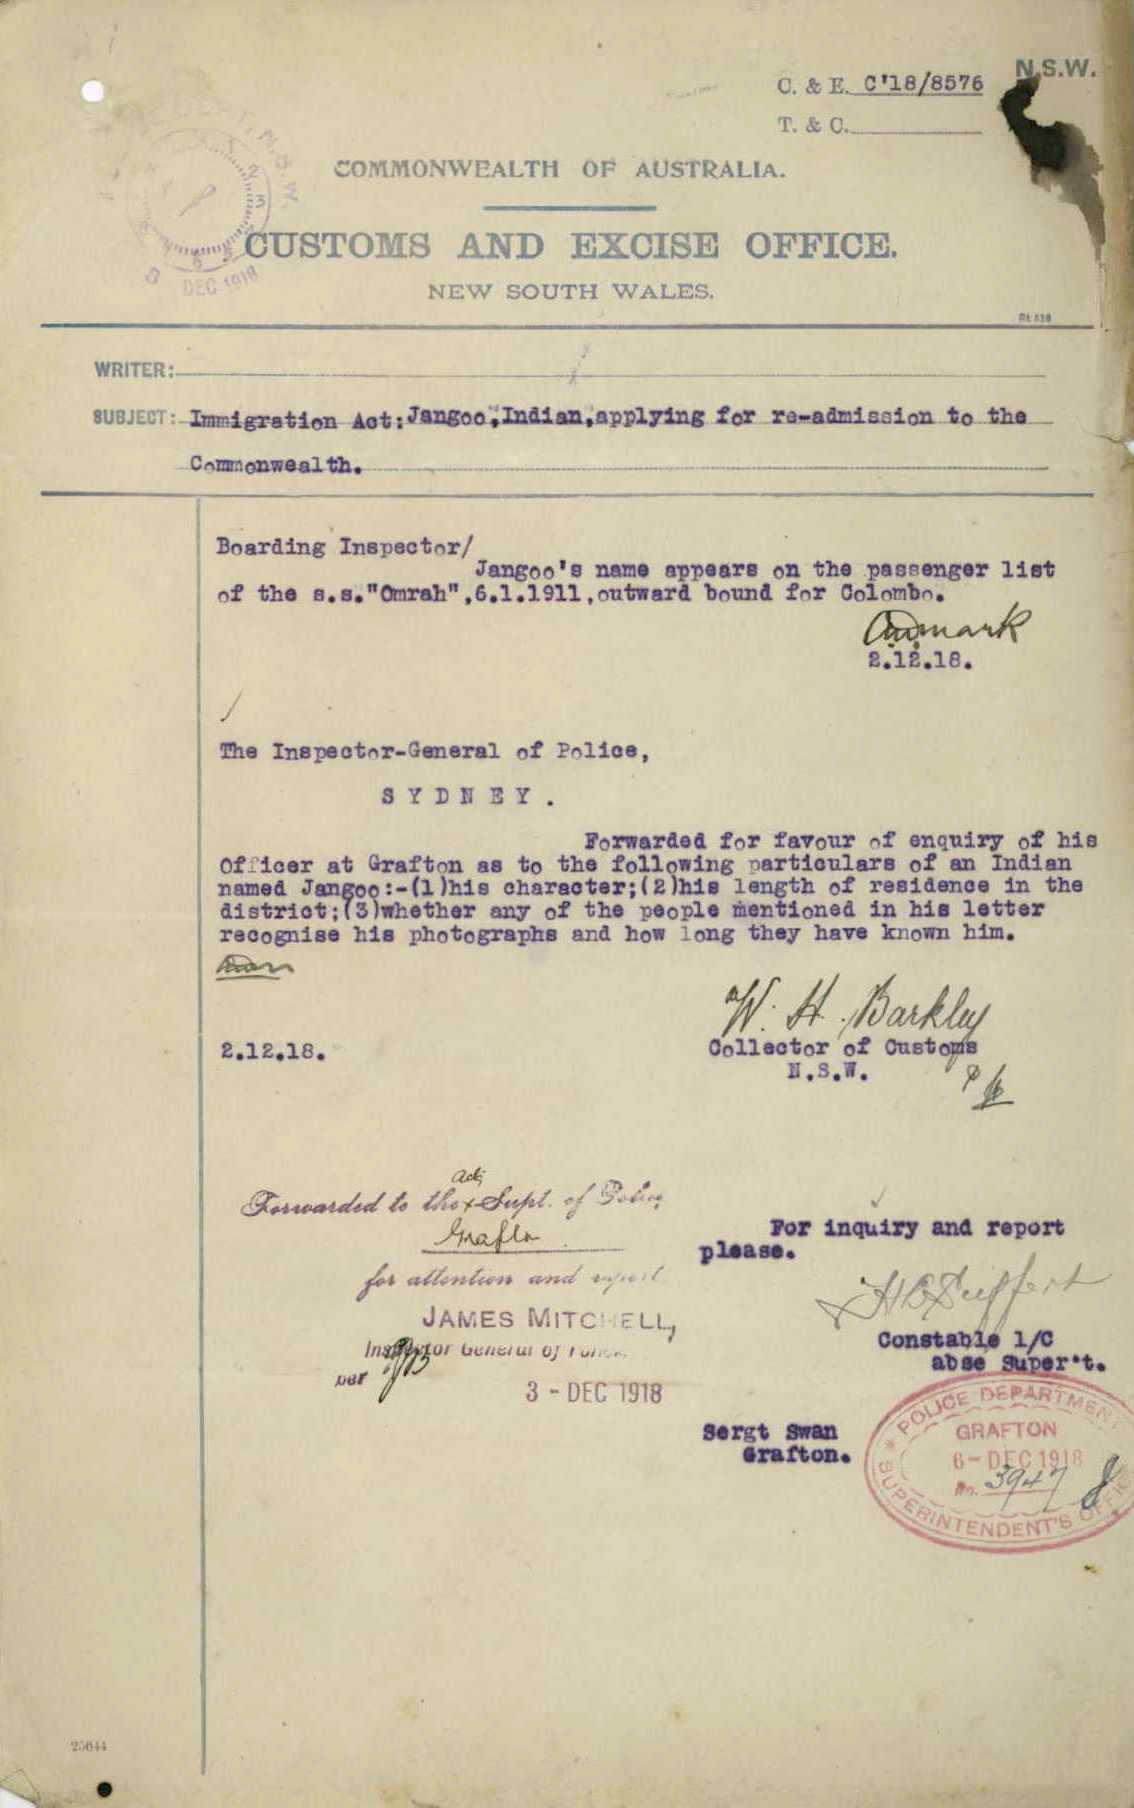 N.S.W.
C. & E. C'18/8576
T. & C.
COMMONWEALTH OF AUSTRALIA.
CUSTOMS AND EXCISE OFFICE.
NEW SOUTH WALES.
DEC 1918
WRITER:
SUBJECT: Immigration Act: Jangoo, Indian, applying for re-admission to the
Commonwealth.
Boarding Inspector/
Jangoo's name appears on the passenger list
of the s.s."Omrah",6.1.1911,outward bound for Colombo.
2.12.18.
The Inspector-General of Police,
SYDNEY.
Forwarded for favour of enquiry of his
Officer at Grafton as to the following particulars of an Indian
named Jangoo:-(1)his character;(2)his length of residence in the
district;(3)whether any of the people mentioned in his letter
recognise his photographs and how long they have known him.
W. H. Barkley
2.12.18.
Collector of Customs
N.S.W.
Actg
Forwarded to the Supt. of Police,
Grafton
for attention and report
JAMES MITCHELL,
Inspector General of Police.
per
3 - DEC 1918
For inquiry and report
please.
Constable 1/C
abse Super't.
Sergt Swan
Grafton.
POLICE DEPARTMENT
GRAFTON
6 - DEC 1918
No. 3947
SUPERINTENDENT'S OFFICE
25644